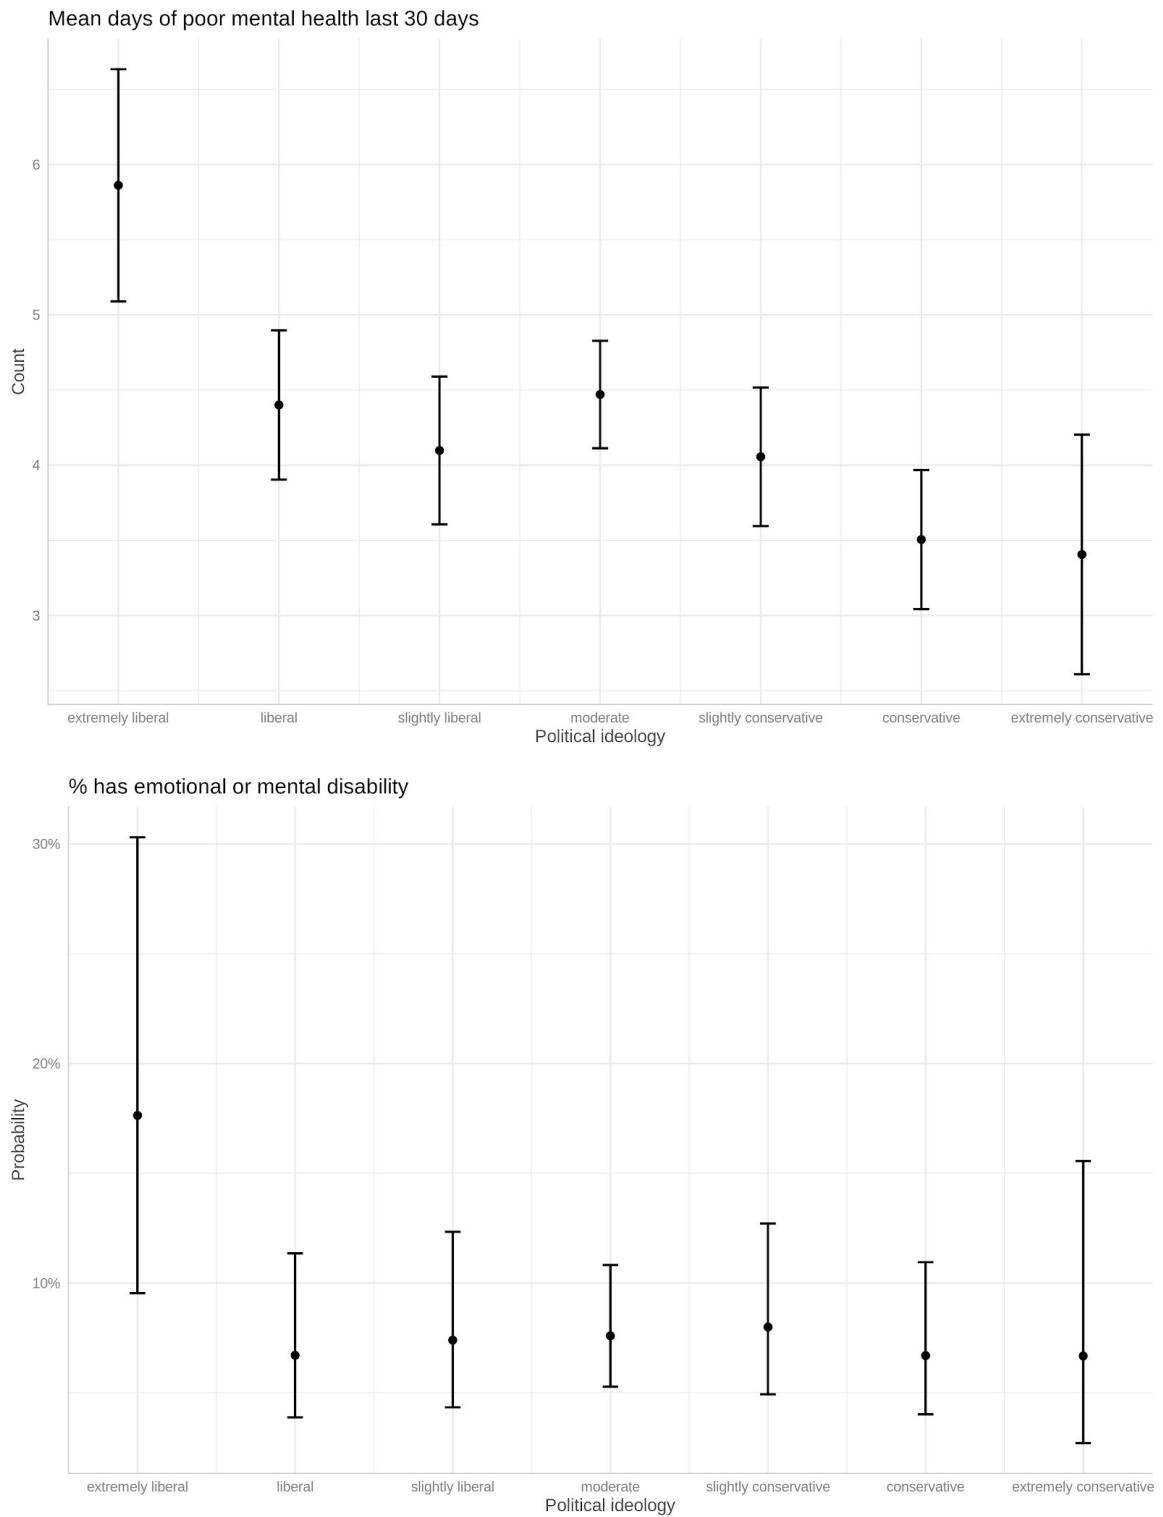 Mean days of poor mental health last 30 days
6
5
4
3
Count
extremely liberal
liberal
slightly liberal
moderate
slightly conservative
conservative
extremely conservative
Political ideology
% has emotional or mental disability
30%
20%
10%
Probability
extremely liberal
liberal
slightly liberal
moderate
slightly conservative
conservative
extremely conservative
Political ideology